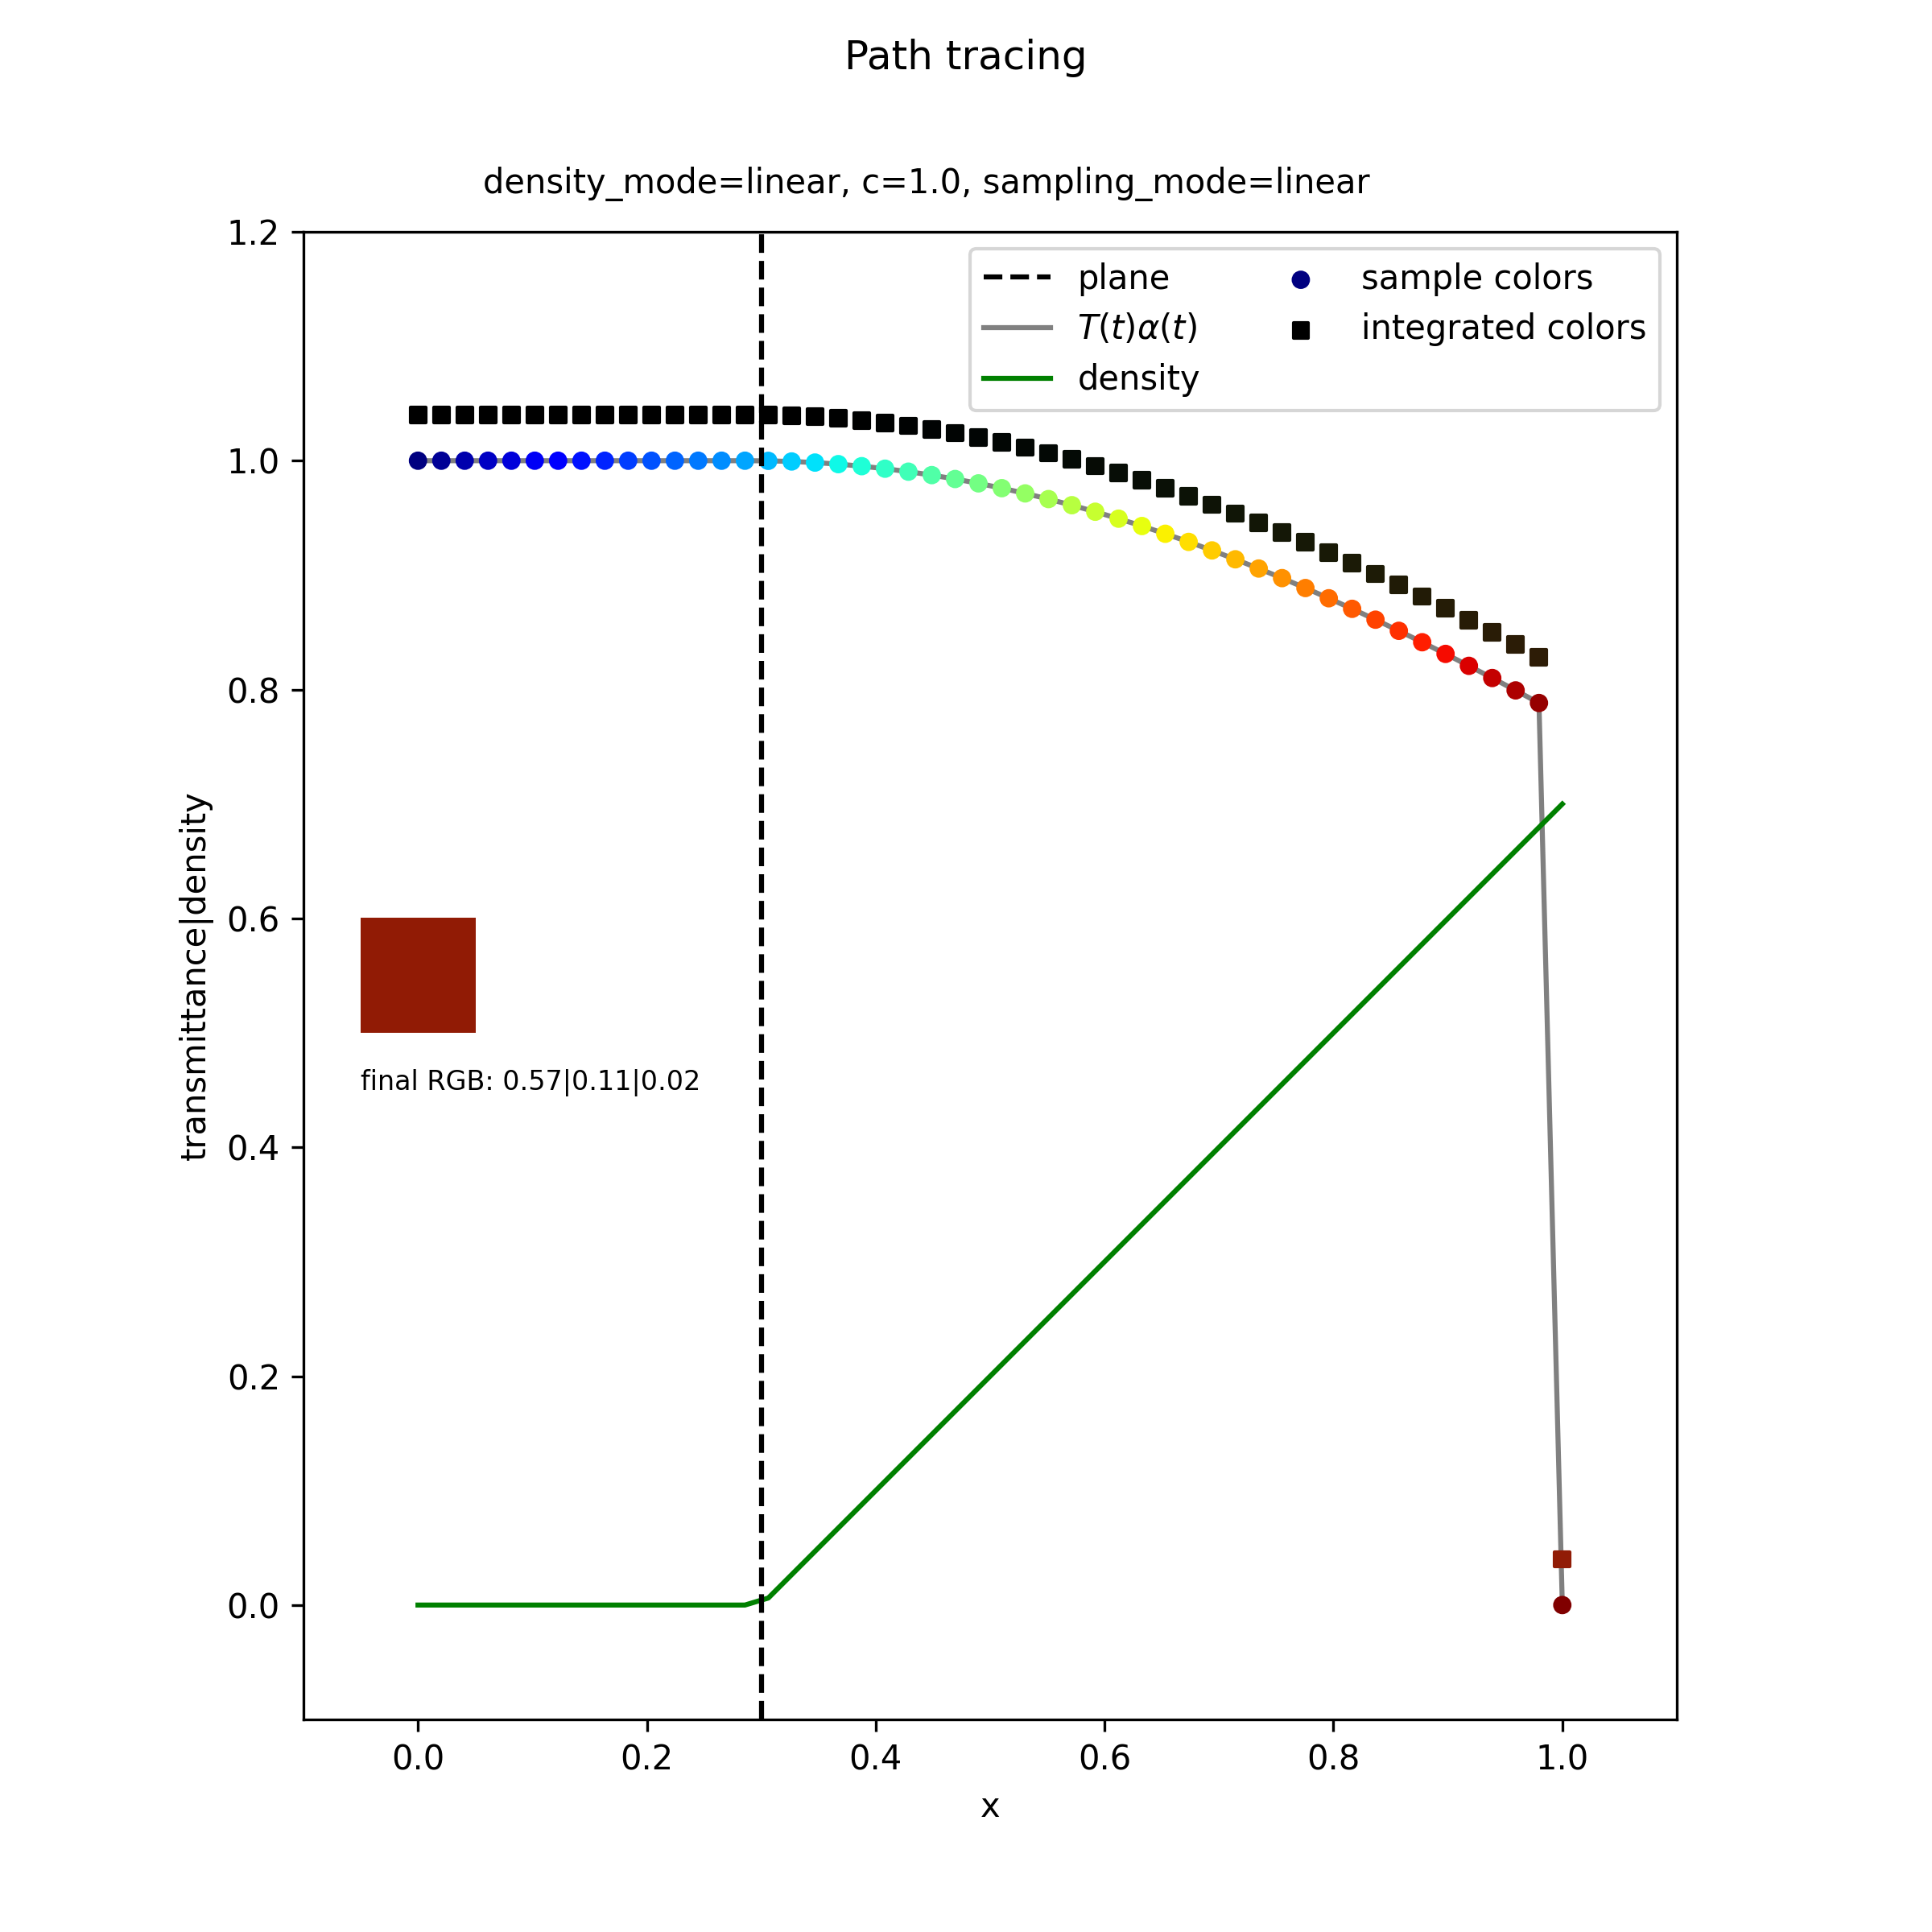 Path tracing
density_mode=linear, c=1.0, sampling_mode=linear
plane
T(t)α(t)
density
sample colors
integrated colors
1.2
1.0
0.8
0.6
0.4
0.2
0.0
transmittance|density
final RGB: 0.57|0.11|0.02
0.0 0.2 0.4 0.6 0.8 1.0
x